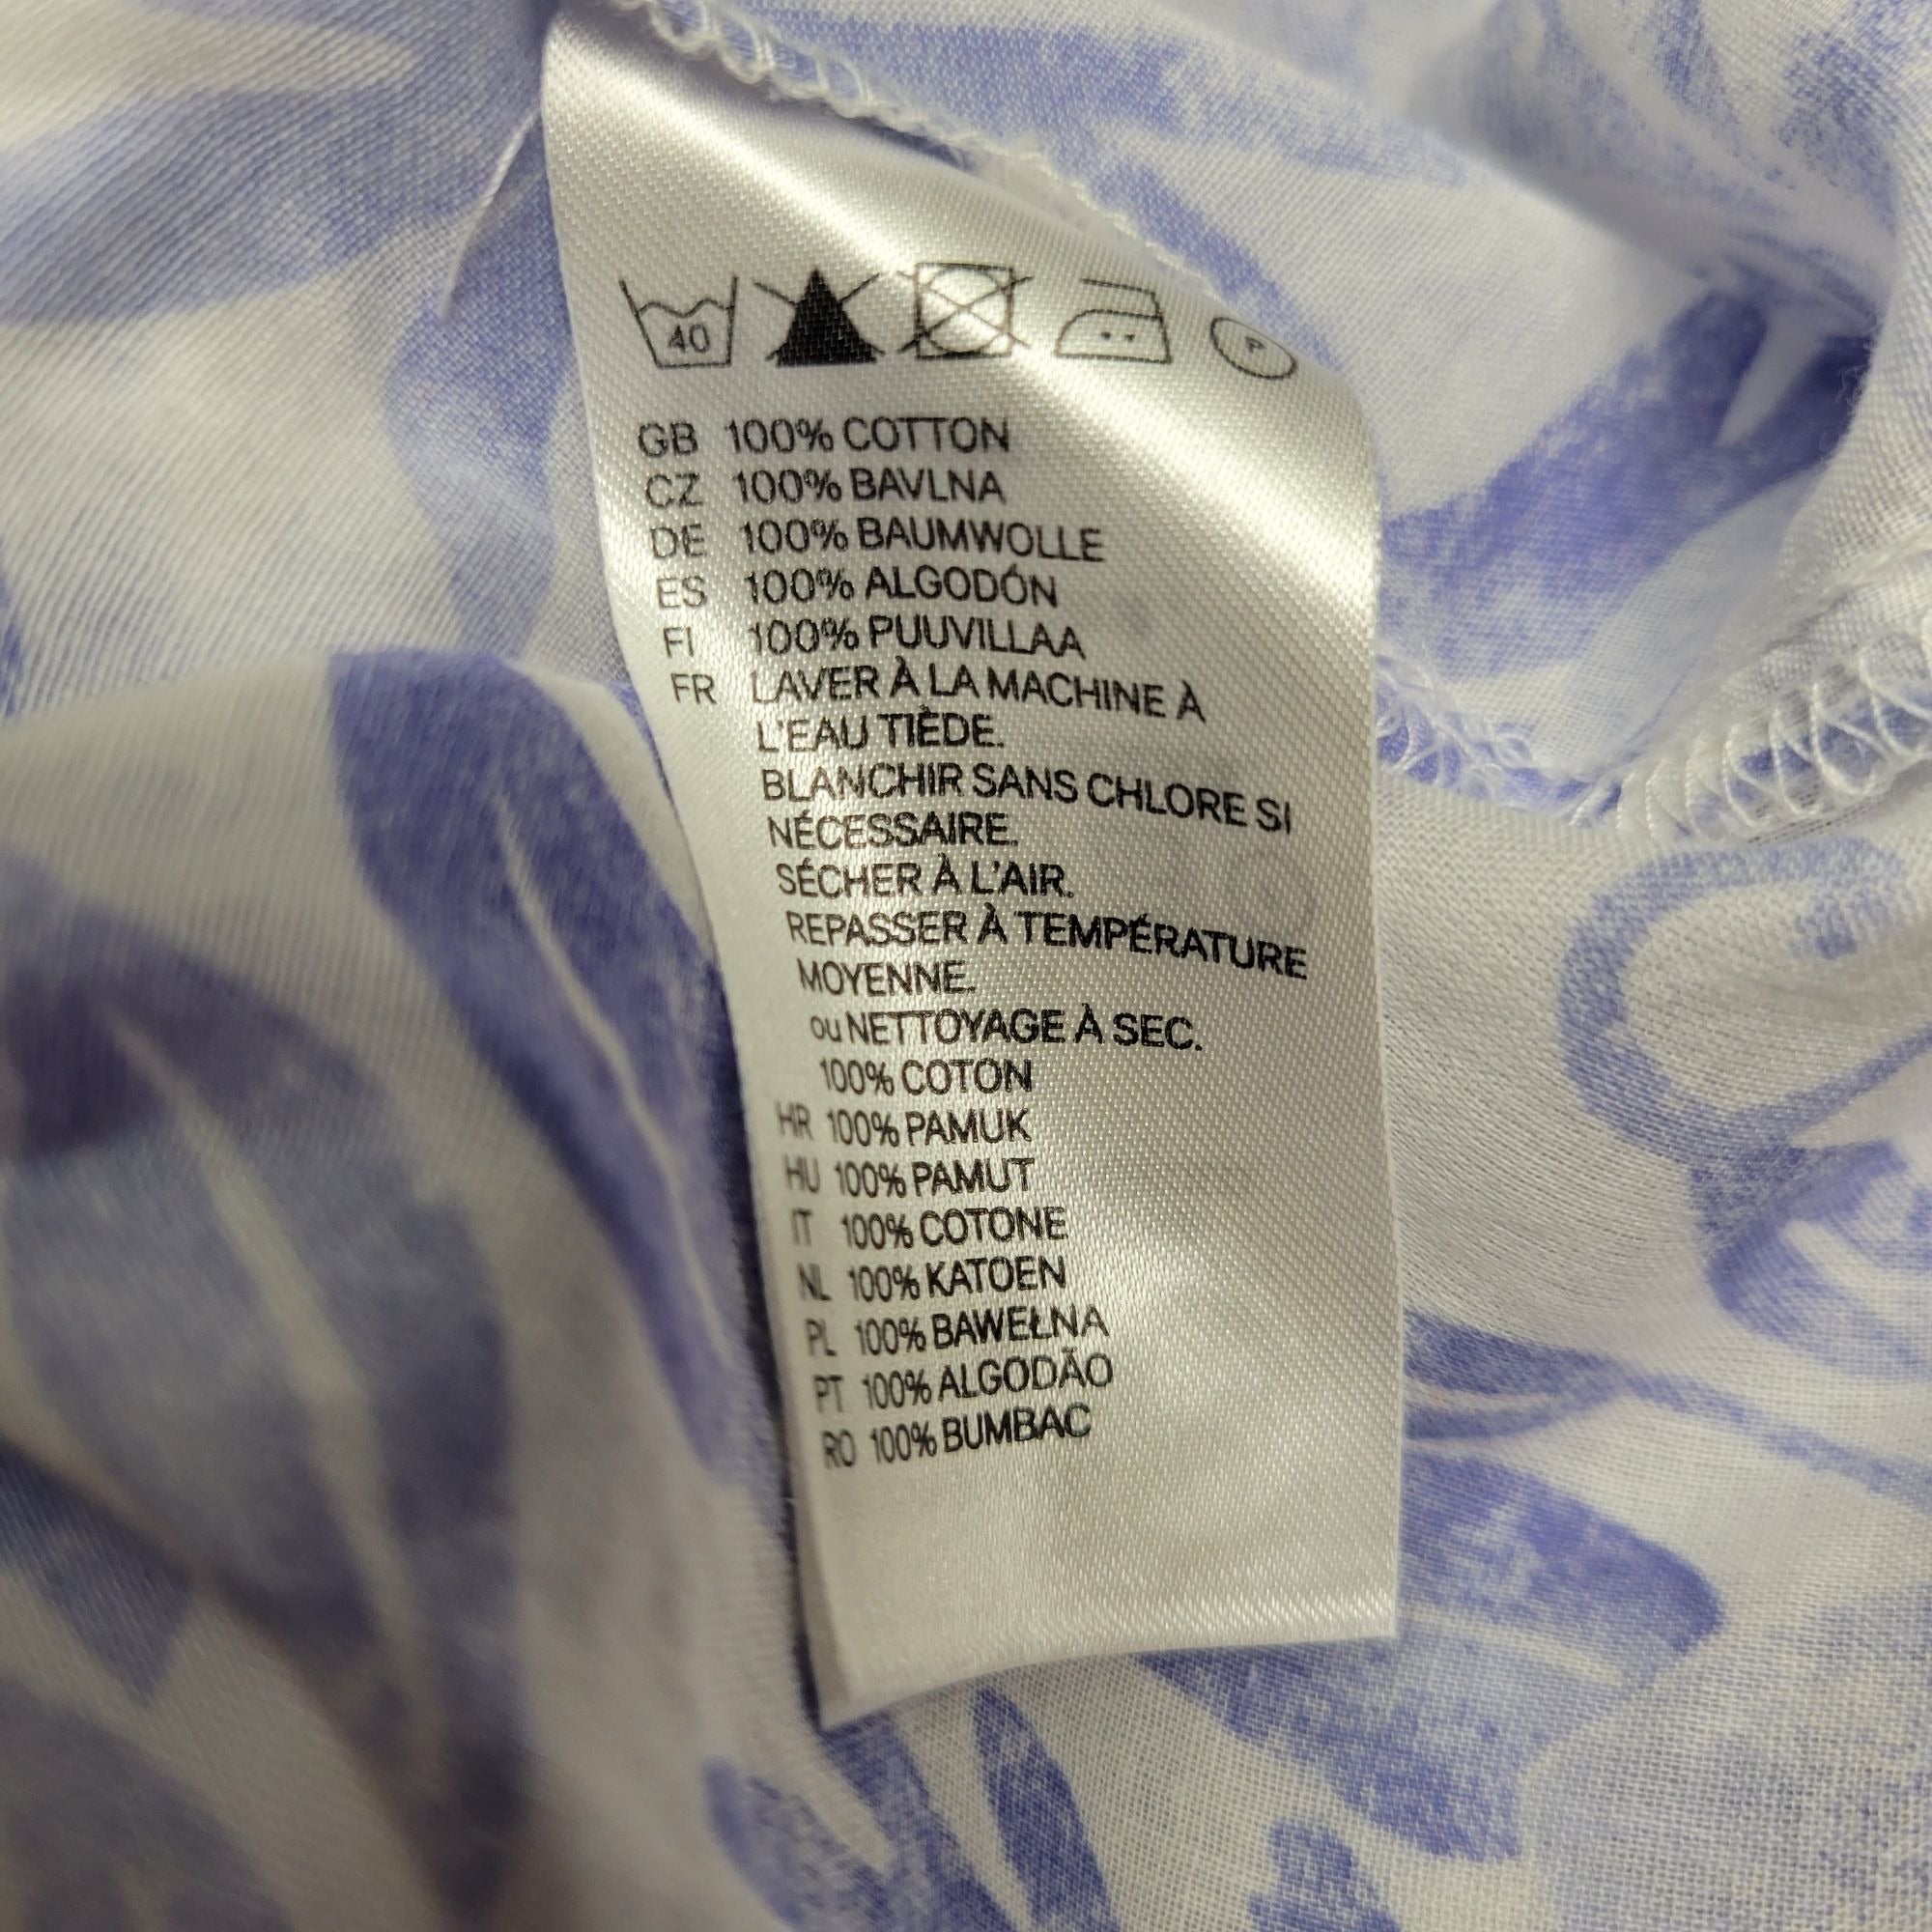 40 P
GB 100% COTTON
CZ 100% BAVLNA
DE 100% BAUMWOLLE
ES 100% ALGODÓN
FI 100% PUUVILLAA
FR LAVER À LA MACHINE À
L'EAU TIÈDE.
BLANCHIR SANS CHLORE SI
NÉCESSAIRE.
SÉCHER À L'AIR.
REPASSER À TEMPÉRATURE
MOYENNE.
ou NETTOYAGE À SEC.
100% COTON
HR 100% PAMUK
HU 100% PAMUT
IT 100% COTONE
NL 100% KATOEN
PL 100% BAWEŁNA
PT 100% ALGODÃO
RO 100% BUMBAC